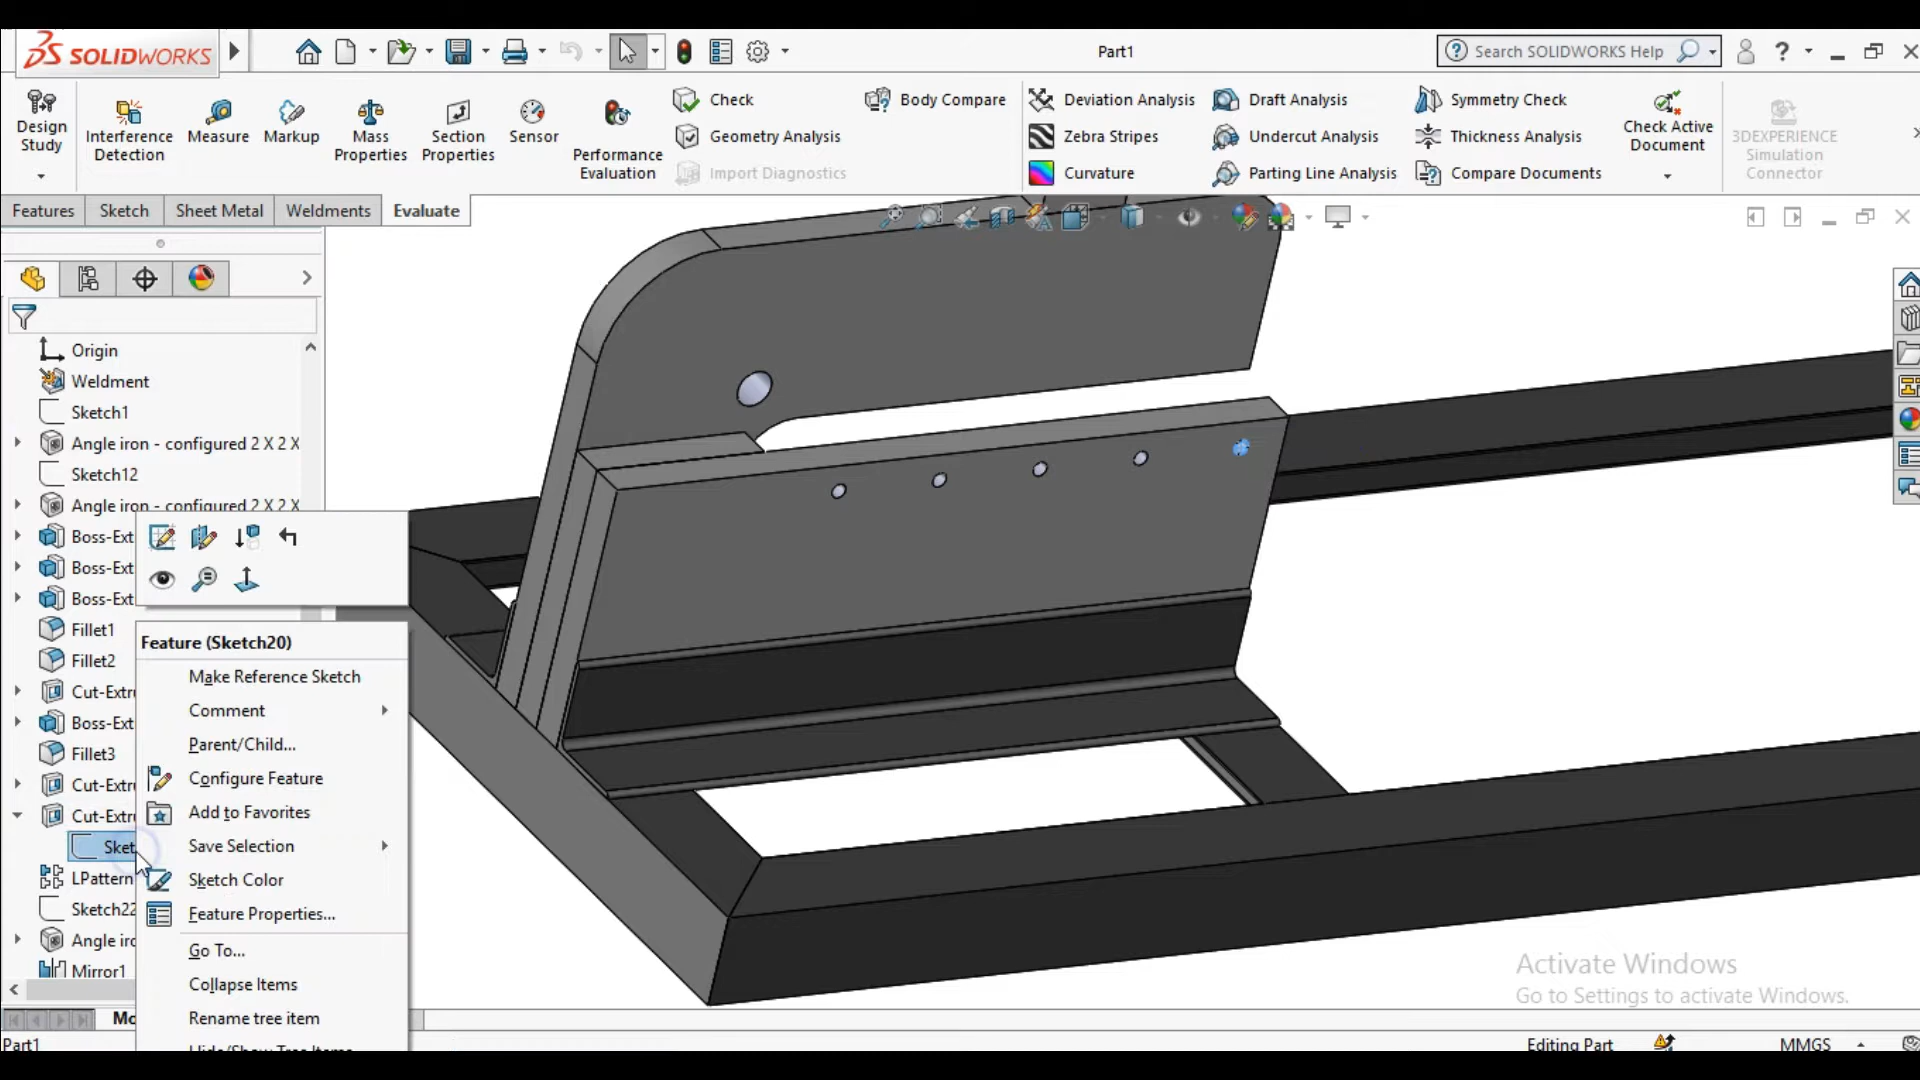 SOLIDWORKS
Part1
Search SOLIDWORKS Help
?
Design Study
Interference Detection
Measure
Markup
Mass Properties
Section Properties
Sensor
Performance Evaluation
Check
Geometry Analysis
Import Diagnostics
Body Compare
Deviation Analysis
Zebra Stripes
Curvature
Draft Analysis
Undercut Analysis
Parting Line Analysis
Symmetry Check
Thickness Analysis
Compare Documents
Check Active Document
3DEXPERIENCE Simulation Connector
Features
Sketch
Sheet Metal
Weldments
Evaluate
Origin
Weldment
Sketch1
Angle iron - configured 2 X 2 X
Sketch12
Angle iron - configured 2 X 2 X
Boss-Ext
Boss-Ext
Boss-Ext
Fillet1
Fillet2
Cut-Extr
Boss-Ext
Fillet3
Cut-Extr
Cut-Extr
Sket
LPattern
Sketch22
Angle iro
Mirror1
Feature (Sketch20)
Make Reference Sketch
Comment
Parent/Child...
Configure Feature
Add to Favorites
Save Selection
Sketch Color
Feature Properties...
Go To...
Collapse Items
Rename tree item
Hide/Show Tree Items
Mo
Part1
Editing Part
MMGS
Activate Windows
Go to Settings to activate Windows.